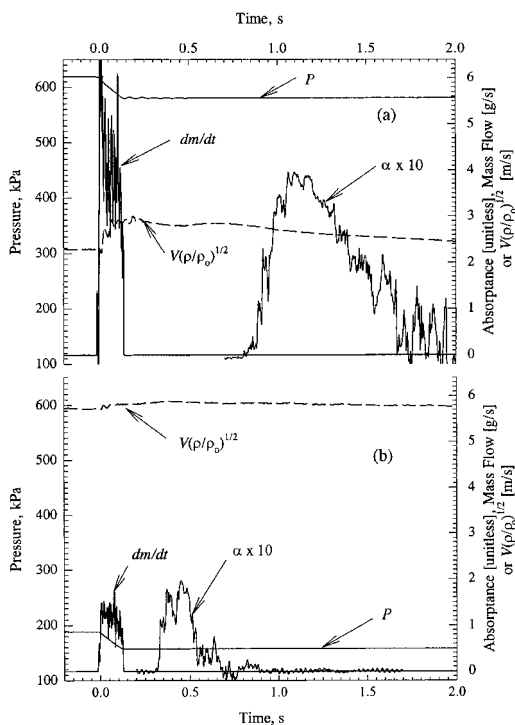 Time, s
0.0 0.5 1.0 1.5 2.0
Pressure, kPa
600
500
400
300
200
100
P
(a)
dm/dt
α x 10
V(ρ/ρo)1/2
6
5
4
3
2
1
0
Absorptance [unitless], Mass Flow [g/s]
or V(ρ/ρo)1/2 [m/s]
Pressure, kPa
600
500
400
300
200
100
V(ρ/ρo)1/2
(b)
dm/dt
α x 10
P
6
5
4
3
2
1
0
Absorptance [unitless], Mass Flow [g/s]
or V(ρ/ρo)1/2 [m/s]
0.0 0.5 1.0 1.5 2.0
Time, s